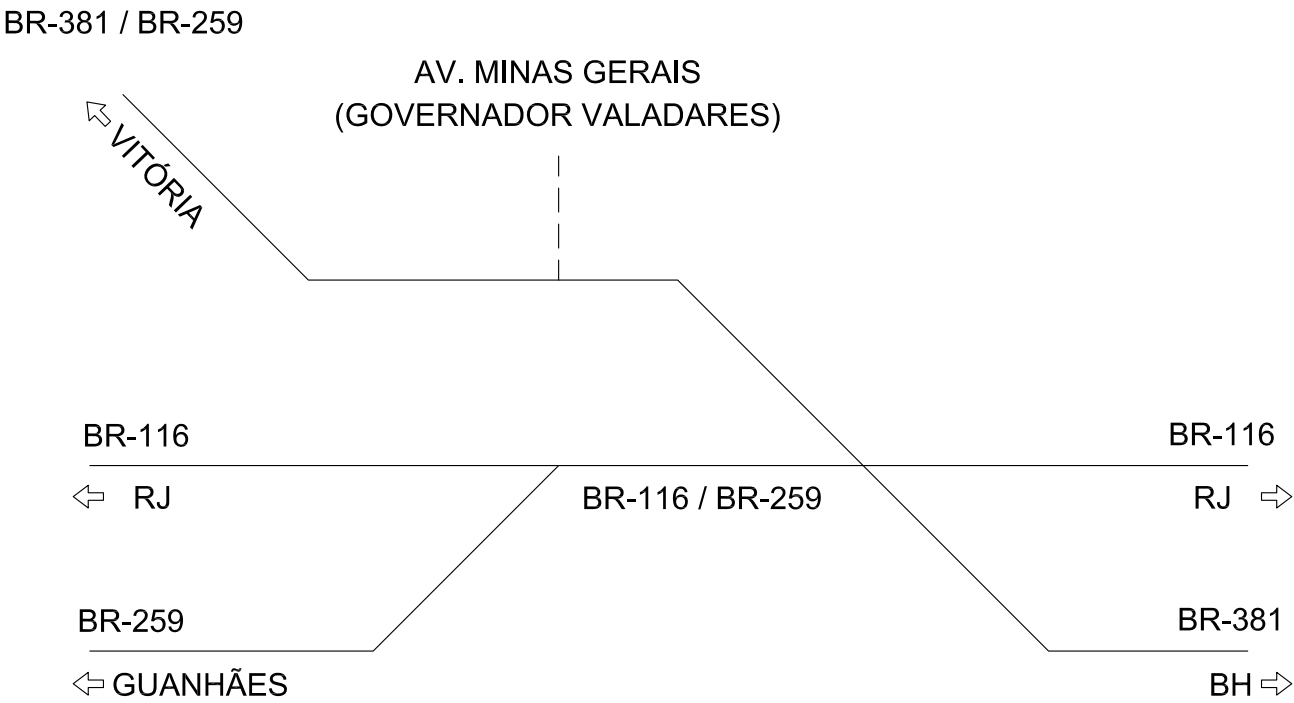 BR-381 / BR-259
AV. MINAS GERAIS
(GOVERNADOR VALADARES)
VITÓRIA
BR-116
BR-116
RJ
BR-116 / BR-259
RJ
BR-259
BR-381
GUANHÃES
BH